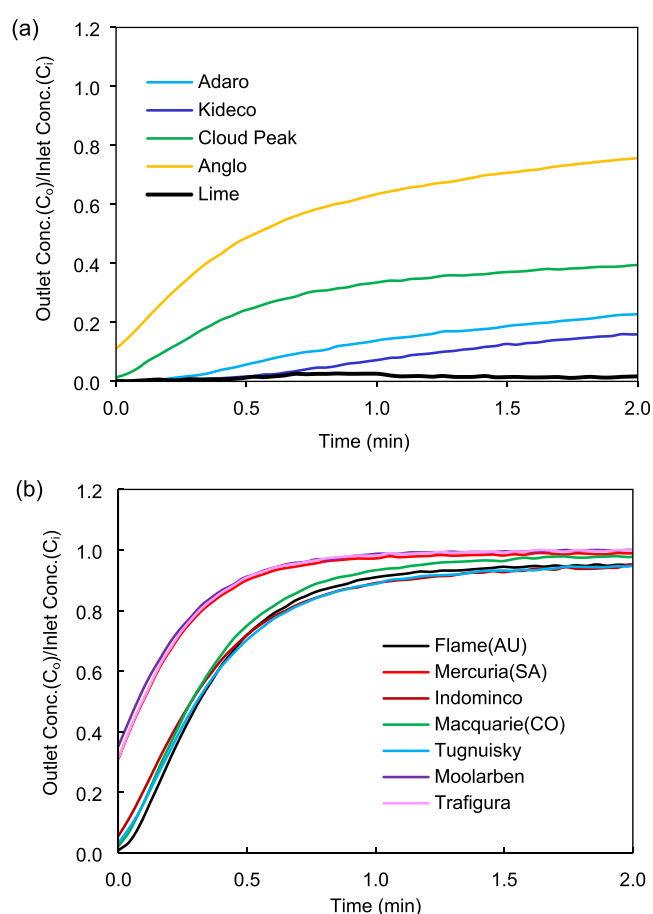 (a)
1.2
1.0
0.8
0.6
0.4
0.2
0.0
Outlet Conc.(Co)/Inlet Conc.(Ci)
Adaro
Kideco
Cloud Peak
Anglo
Lime
0.0 0.5 1.0 1.5 2.0
Time (min)
(b)
1.2
1.0
0.8
0.6
0.4
0.2
0.0
Outlet Conc.(Co)/Inlet Conc.(Ci)
Flame(AU)
Mercuria(SA)
Indominco
Macquarie(CO)
Tugnuisky
Moolarben
Trafigura
0.0 0.5 1.0 1.5 2.0
Time (min)